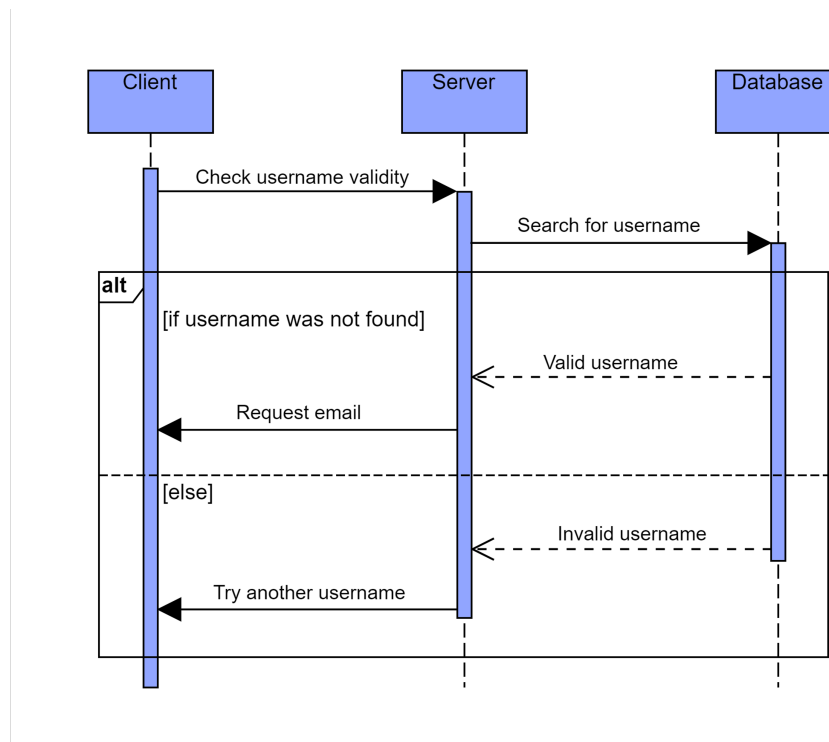 Client
Server
Database
Check username validity
Search for username
alt
[if username was not found]
Valid username
Request email
[else]
Invalid username
Try another username